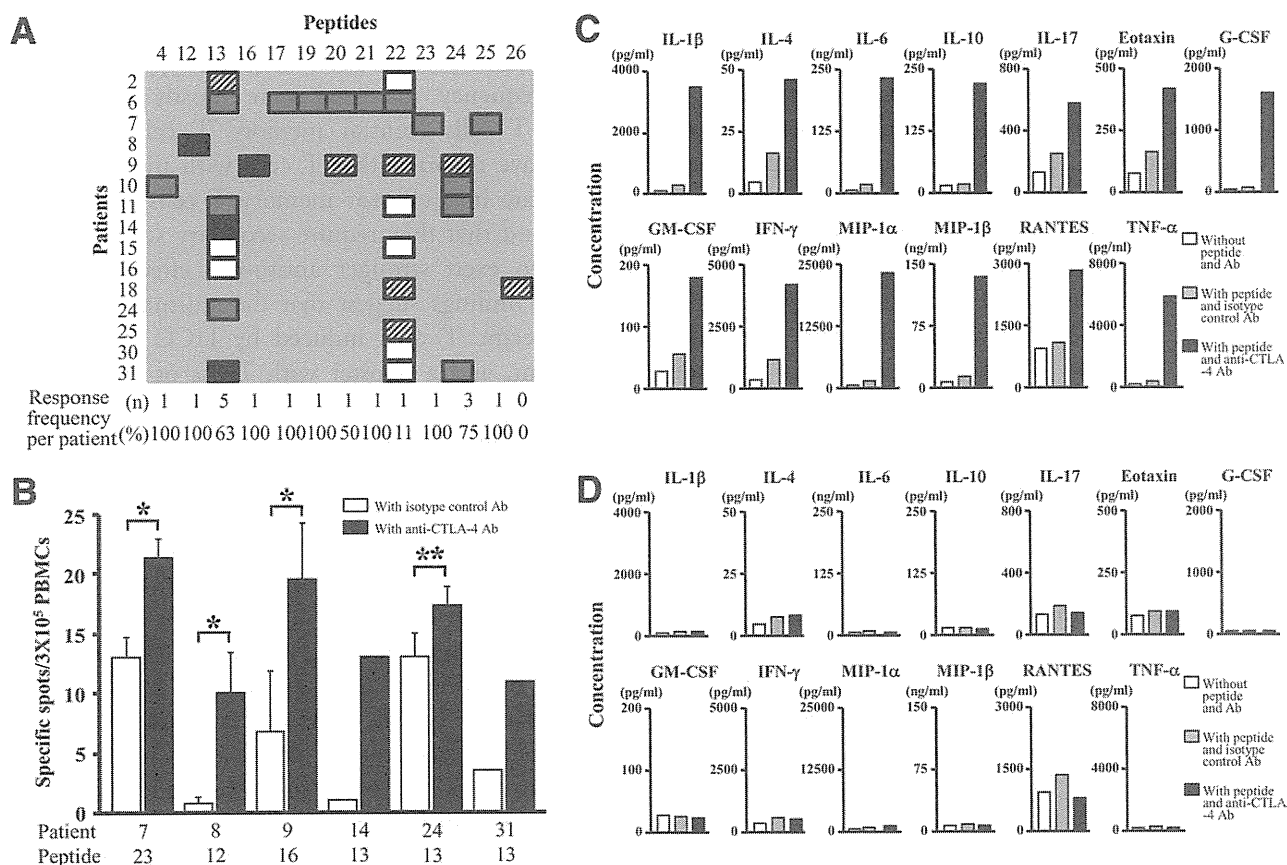 A
Peptides
4 12 13 16 17 19 20 21 22 23 24 25 26
Patients
2
6
7
8
9
10
11
14
15
16
18
24
25
30
31
Response frequency per patient
(n) 1 1 5 1 1 1 1 1 1 1 3 1 0
(%) 100 100 63 100 100 100 50 100 11 100 75 100 0
B
Specific spots/3X10⁵ PBMCs
25
20
15
10
5
0
With isotype control Ab
With anti-CTLA-4 Ab
* * * **
Patient 7 8 9 14 24 31
Peptide 23 12 16 13 13 13
C
Concentration
IL-1β IL-4 IL-6 IL-10 IL-17 Eotaxin G-CSF
(pg/ml) (pg/ml) (ng/ml) (pg/ml) (pg/ml) (pg/ml) (pg/ml)
4000 50 250 250 800 500 2000
2000 25 125 125 400 250 1000
0 0 0 0 0 0 0
GM-CSF IFN-γ MIP-1α MIP-1β RANTES TNF-α
(pg/ml) (pg/ml) (pg/ml) (ng/ml) (pg/ml) (pg/ml)
200 5000 25000 150 3000 8000
100 2500 12500 75 1500 4000
0 0 0 0 0 0
Without peptide and Ab
With peptide and isotype control Ab
With peptide and anti-CTLA-4 Ab
D
Concentration
IL-1β IL-4 IL-6 IL-10 IL-17 Eotaxin G-CSF
(pg/ml) (pg/ml) (ng/ml) (pg/ml) (pg/ml) (pg/ml) (pg/ml)
4000 50 250 250 800 500 2000
2000 25 125 125 400 250 1000
0 0 0 0 0 0 0
GM-CSF IFN-γ MIP-1α MIP-1β RANTES TNF-α
(pg/ml) (pg/ml) (pg/ml) (ng/ml) (pg/ml) (pg/ml)
200 5000 25000 150 3000 8000
100 2500 12500 75 1500 4000
0 0 0 0 0 0
Without peptide and Ab
With peptide and isotype control Ab
With peptide and anti-CTLA-4 Ab